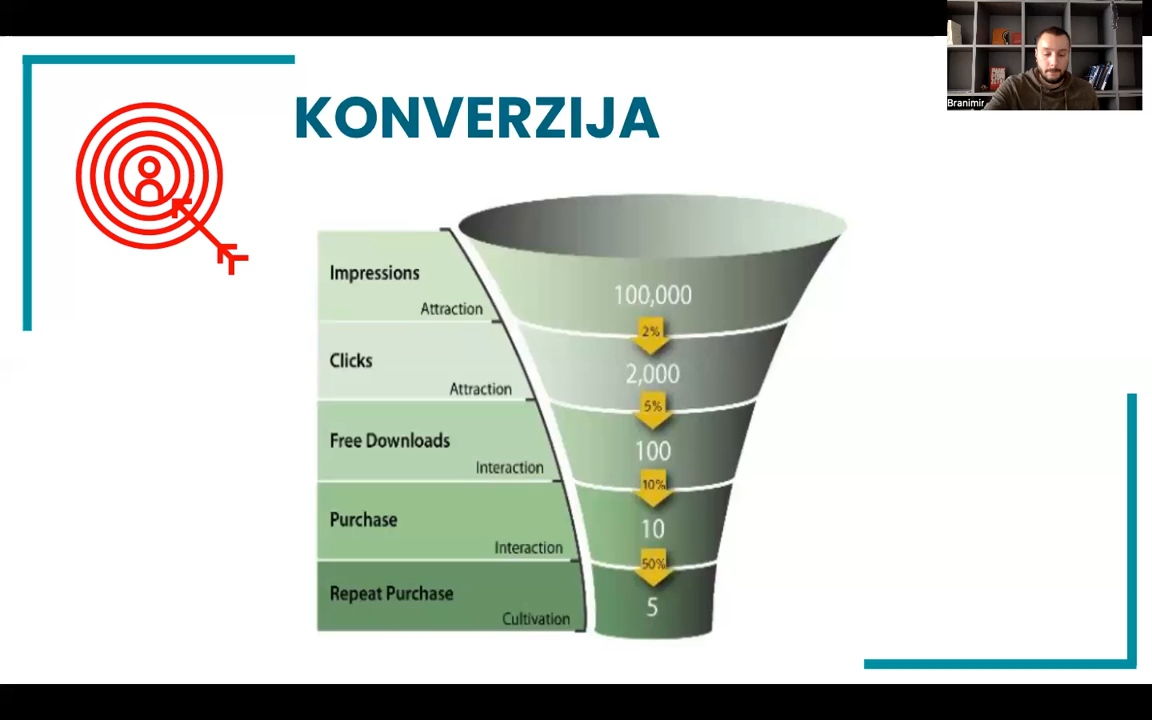 Branimir
KONVERZIJA
Impressions
Attraction
100,000
2%
Clicks
Attraction
2,000
5%
Free Downloads
Interaction
100
10%
Purchase
Interaction
10
50%
Repeat Purchase
Cultivation
5